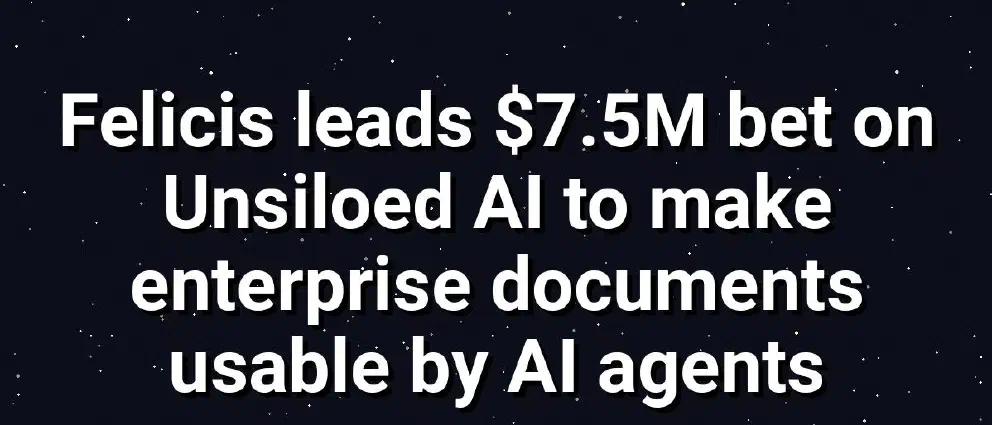 Felicis leads $7.5M bet on
Unsiloed AI to make
enterprise documents
usable by AI agents